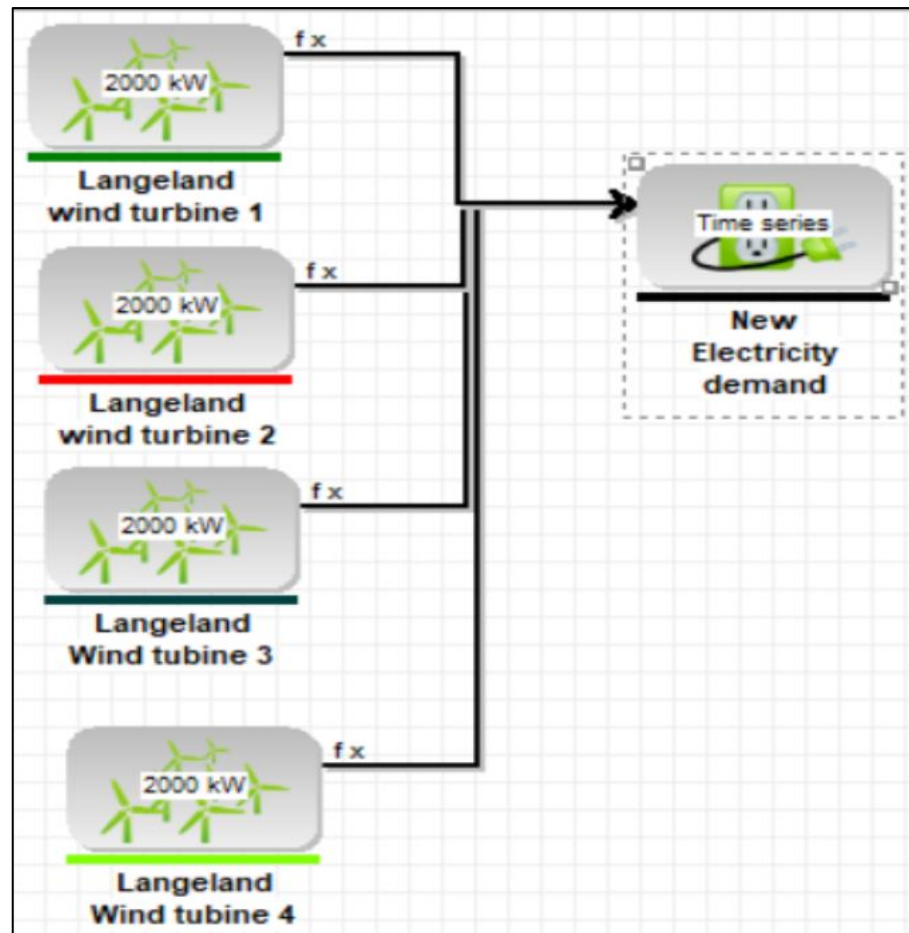 f x
2000 kW
Langeland
wind turbine 1
f x
2000 kW
Langeland
wind turbine 2
f x
2000 kW
Langeland
Wind tubine 3
f x
2000 kW
Langeland
Wind tubine 4
Time series
New
Electricity
demand